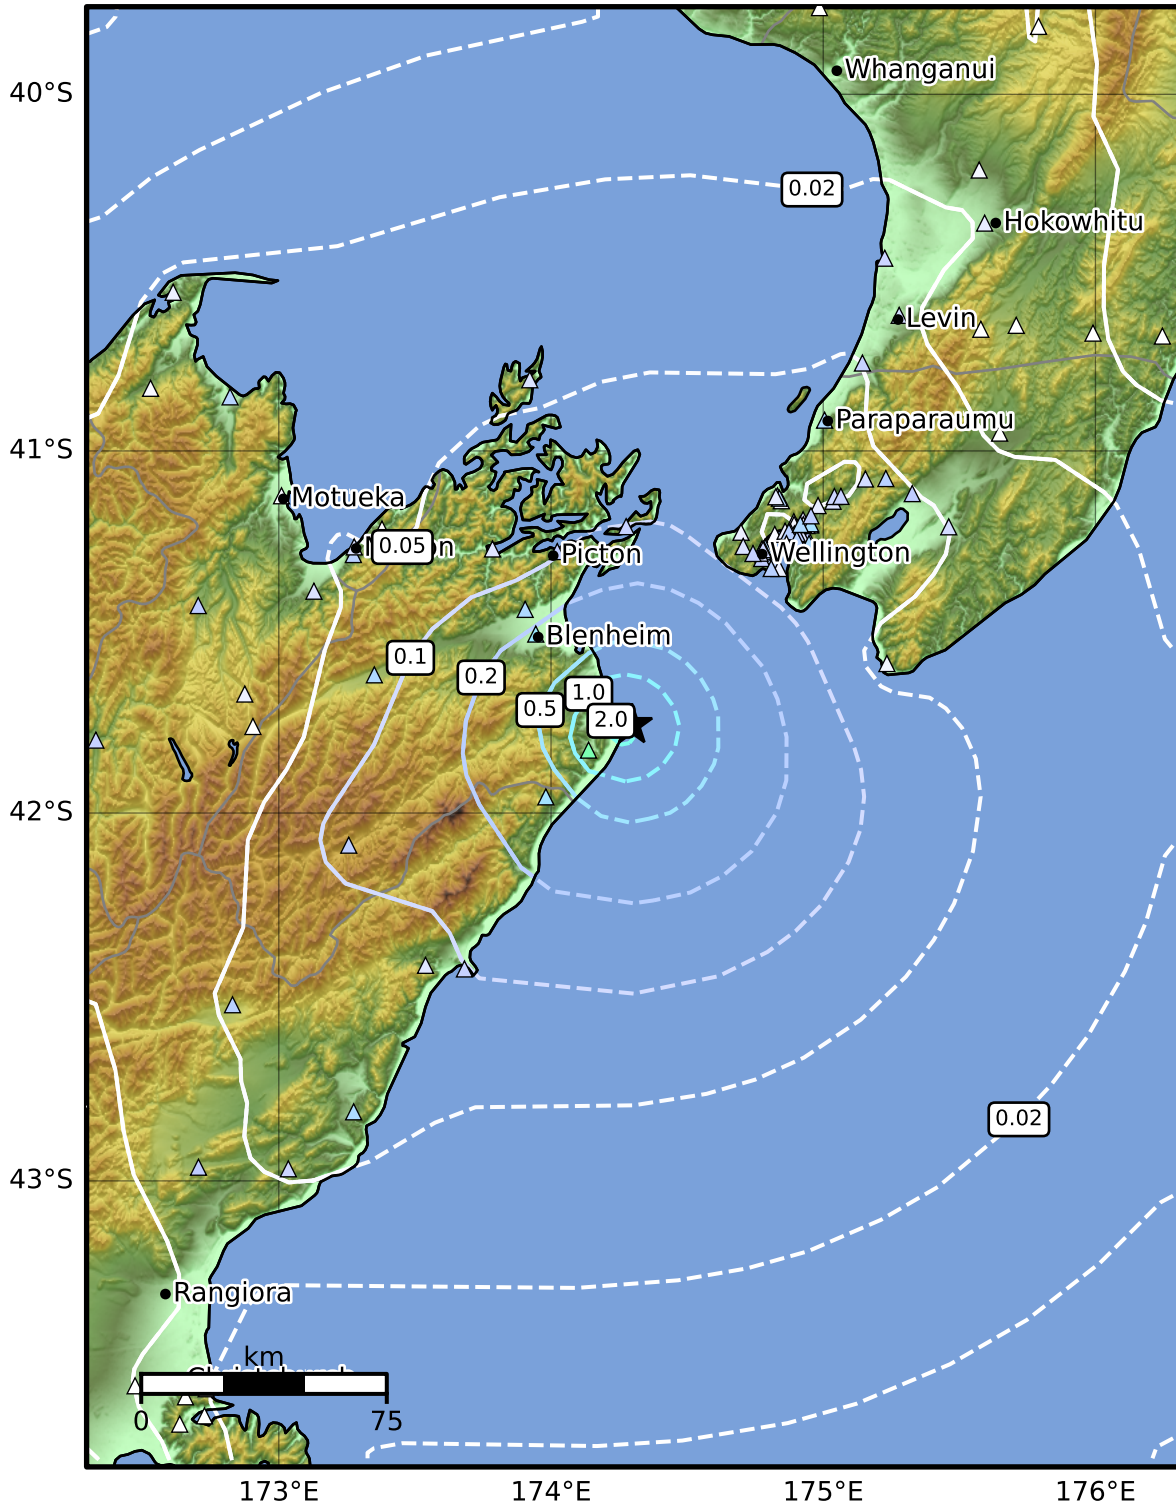 40°S
Whanganui
0.02
Hokowhitu
Levin
Paraparaumu
41°S
Motueka
0.05
Picton
Wellington
Blenheim
0.1
0.2
0.5
1.0
2.0
42°S
0.02
43°S
Rangiora
km
0
75
173°E
174°E
175°E
176°E